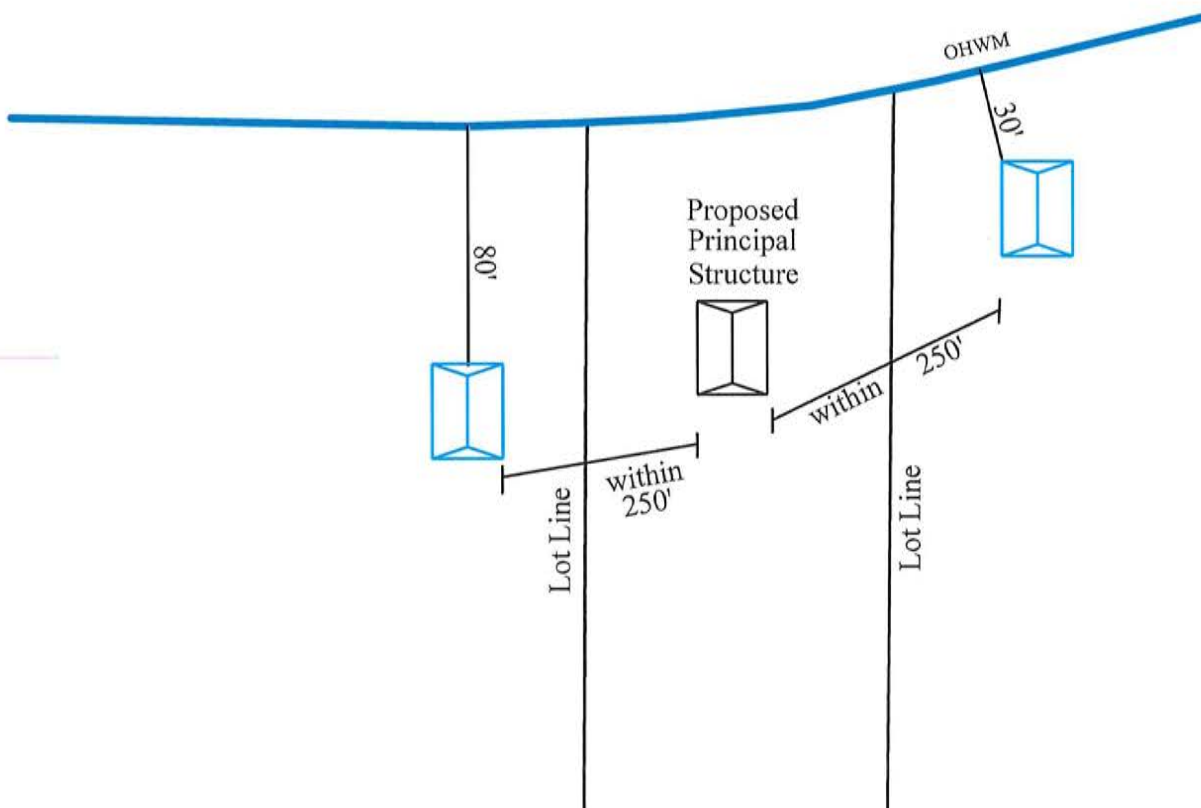 OHWM
30'
Proposed
Principal
Structure
80'
within 250'
within
250'
Lot Line
Lot Line